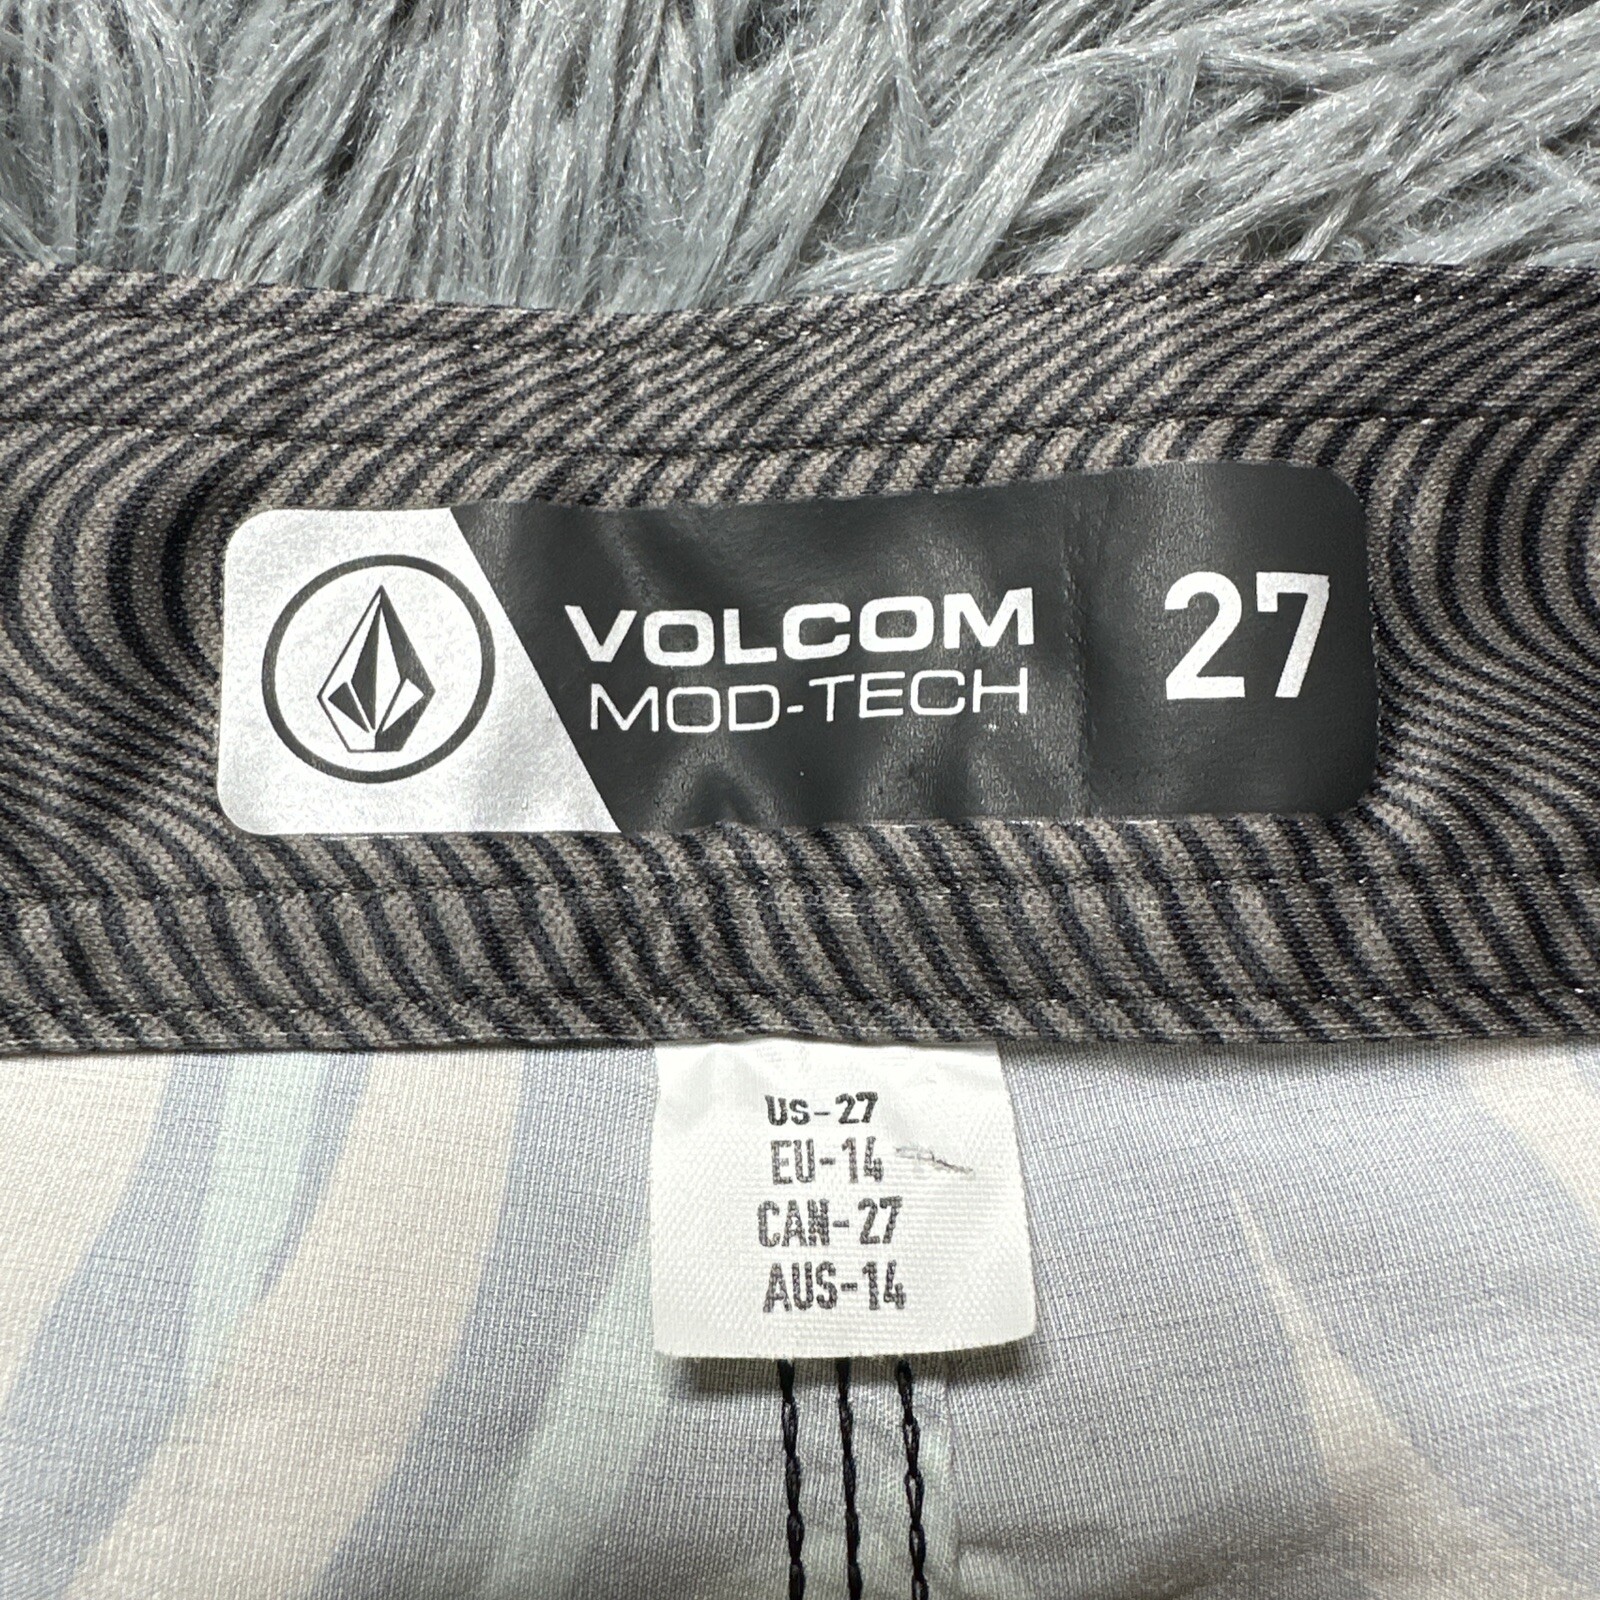 VOLCOM
MOD-TECH
27
US-27
EU-14
CAN-27
AUS-14